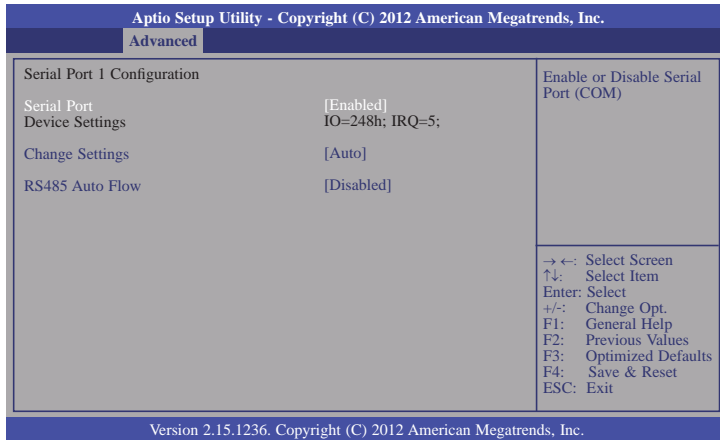 Aptio Setup Utility - Copyright (C) 2012 American Megatrends, Inc.
Advanced
Serial Port 1 Configuration
Serial Port [Enabled]
Device Settings IO=248h; IRQ=5;
Change Settings [Auto]
RS485 Auto Flow [Disabled]
Enable or Disable Serial
Port (COM)
→ ←: Select Screen
↑↓: Select Item
Enter: Select
+/-: Change Opt.
F1: General Help
F2: Previous Values
F3: Optimized Defaults
F4: Save & Reset
ESC: Exit
Version 2.15.1236. Copyright (C) 2012 American Megatrends, Inc.